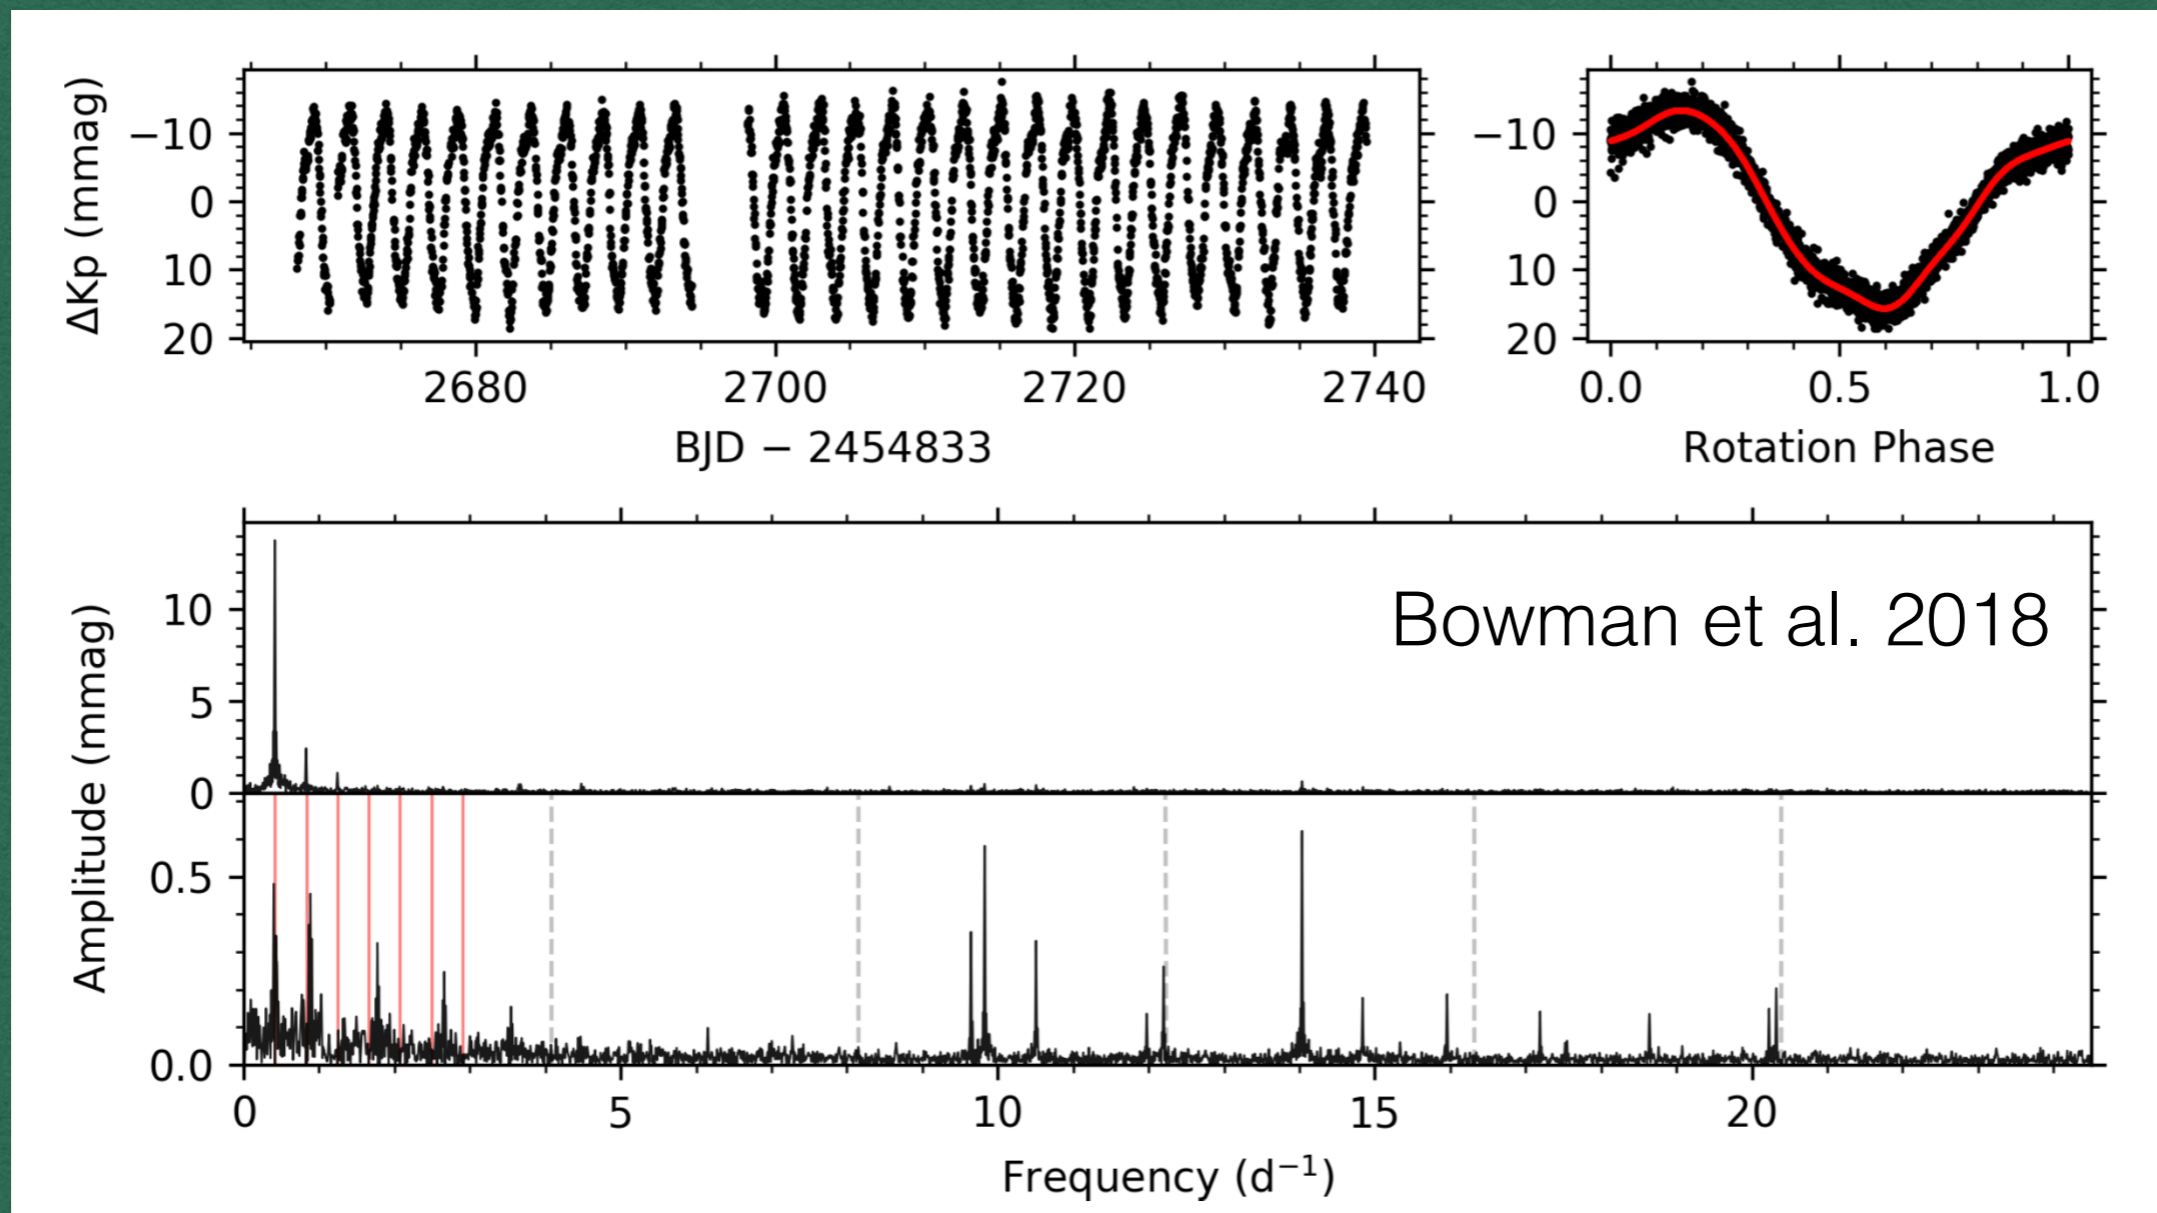 ΔKp (mmag)
−10
0
10
20
2680 2700 2720 2740
BJD − 2454833
−10
0
10
20
0.0 0.5 1.0
Rotation Phase
Amplitude (mmag)
10
5
0
Bowman et al. 2018
0.5
0.0
0 5 10 15 20
Frequency (d⁻¹)